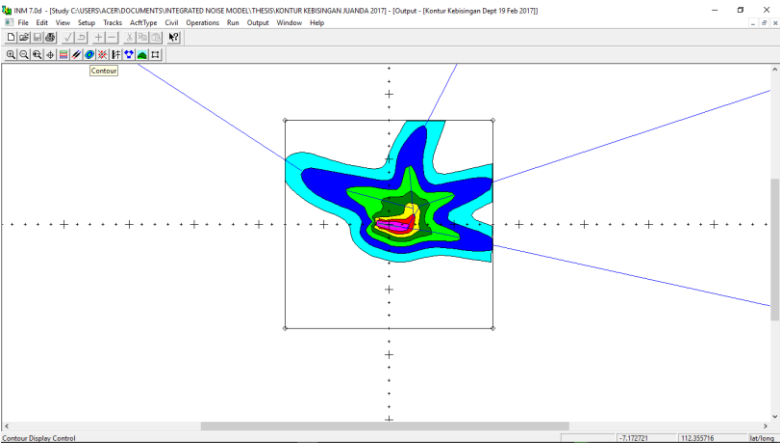 INM 7.0d - [Study C:\USERS\ACER\DOCUMENTS\INTEGRATED NOISE MODEL\THESIS\KONTUR KEBISINGAN JUANDA 2017] - [Output - [Kontur Kebisingan Dept 19 Feb 2017]]
File Edit View Setup Tracks AcftType Civil Operations Run Output Window Help
Contour
Contour Display Control -7.172721 112.355716 lat/long